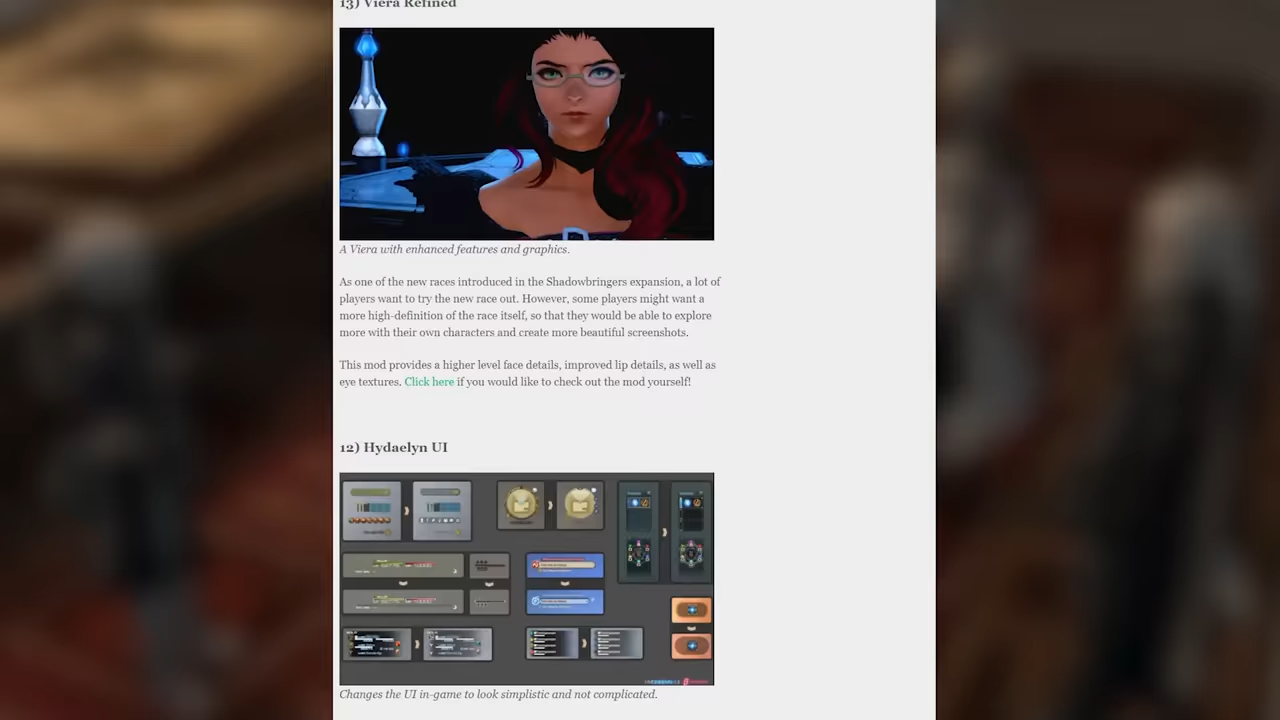 13) Viera Refined
A Viera with enhanced features and graphics.
As one of the new races introduced in the Shadowbringers expansion, a lot of
players want to try the new race out. However, some players might want a
more high-definition of the race itself, so that they would be able to explore
more with their own characters and create more beautiful screenshots.
This mod provides a higher level face details, improved lip details, as well as
eye textures. Click here if you would like to check out the mod yourself!
12) Hydaelyn UI
Changes the UI in-game to look simplistic and not complicated.